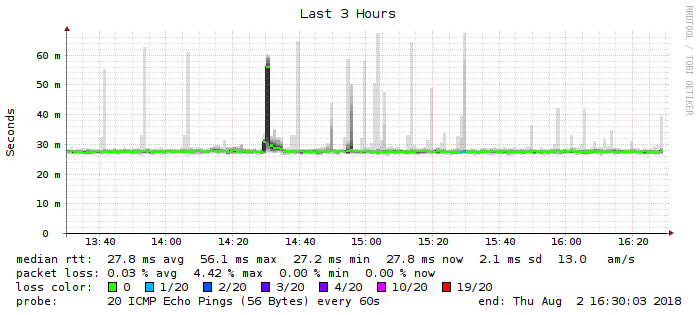 Last 3 Hours
RRDTOOL / TOBI OETIKER
Seconds
60 m
50 m
40 m
30 m
20 m
10 m
0
13:40 14:00 14:20 14:40 15:00 15:20 15:40 16:00 16:20
median rtt: 27.8 ms avg 56.1 ms max 27.2 ms min 27.8 ms now 2.1 ms sd 13.0 am/s
packet loss: 0.03 % avg 4.42 % max 0.00 % min 0.00 % now
loss color: 0 1/20 2/20 3/20 4/20 10/20 19/20
probe: 20 ICMP Echo Pings (56 Bytes) every 60s end: Thu Aug 2 16:30:03 2018